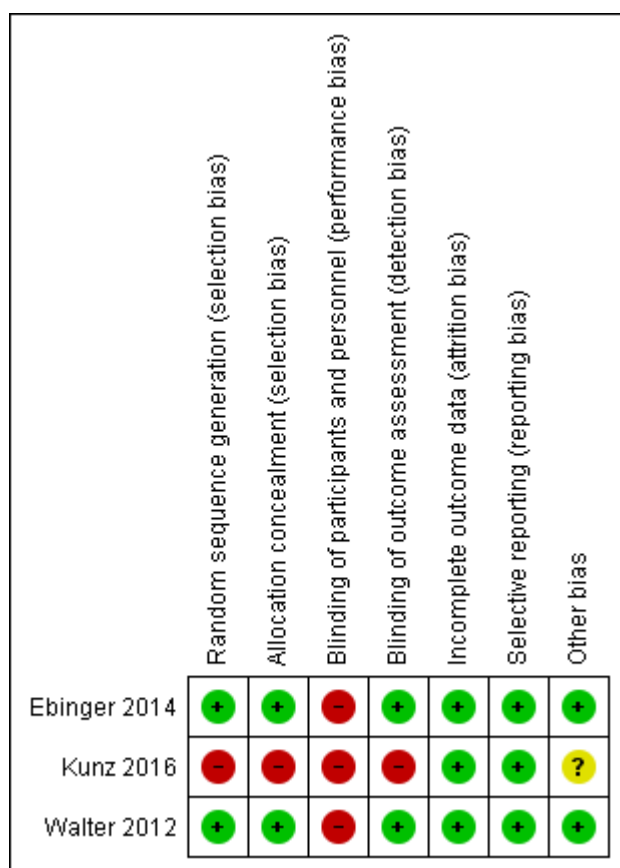 Random sequence generation (selection bias)
Allocation concealment (selection bias)
Blinding of participants and personnel (performance bias)
Blinding of outcome assessment (detection bias)
Incomplete outcome data (attrition bias)
Selective reporting (reporting bias)
Other bias
Ebinger 2014 + + - + + + +
Kunz 2016 - - - - + + ?
Walter 2012 + + - + + + +